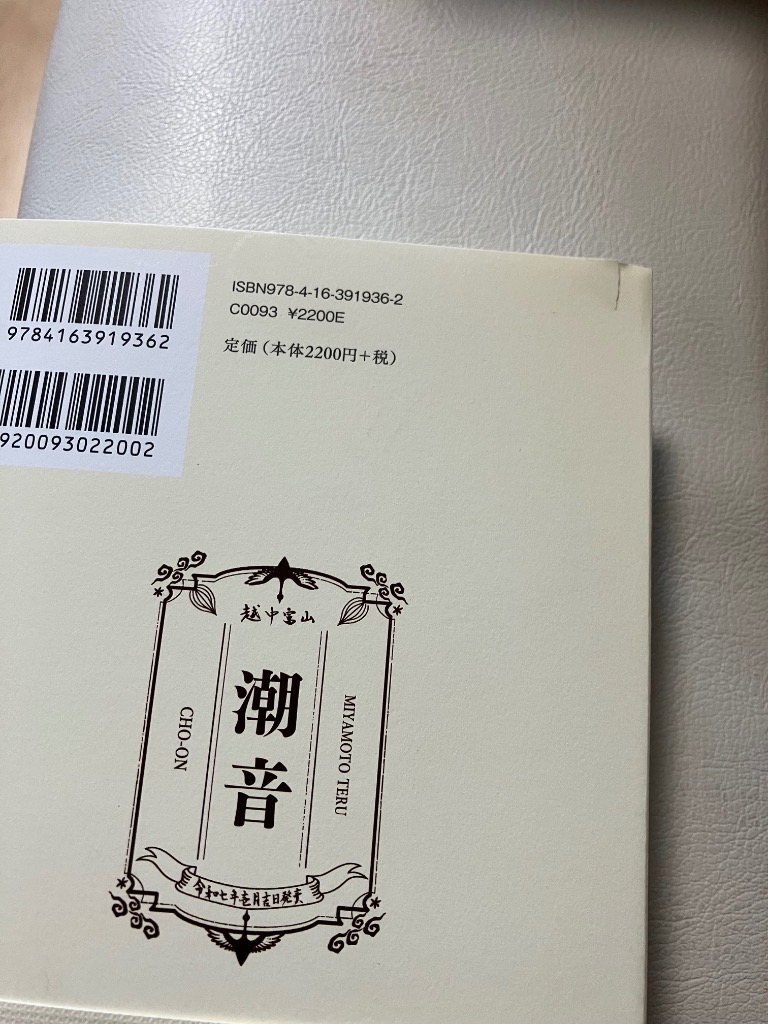 ISBN978-4-16-391936-2
C0093 ¥2200E
定価(本体2200円+税)
9784163919362
920093022002
越中富山
潮音
MIYAMOTO TERU
CHO-ON
令和七年壱月吉日発売